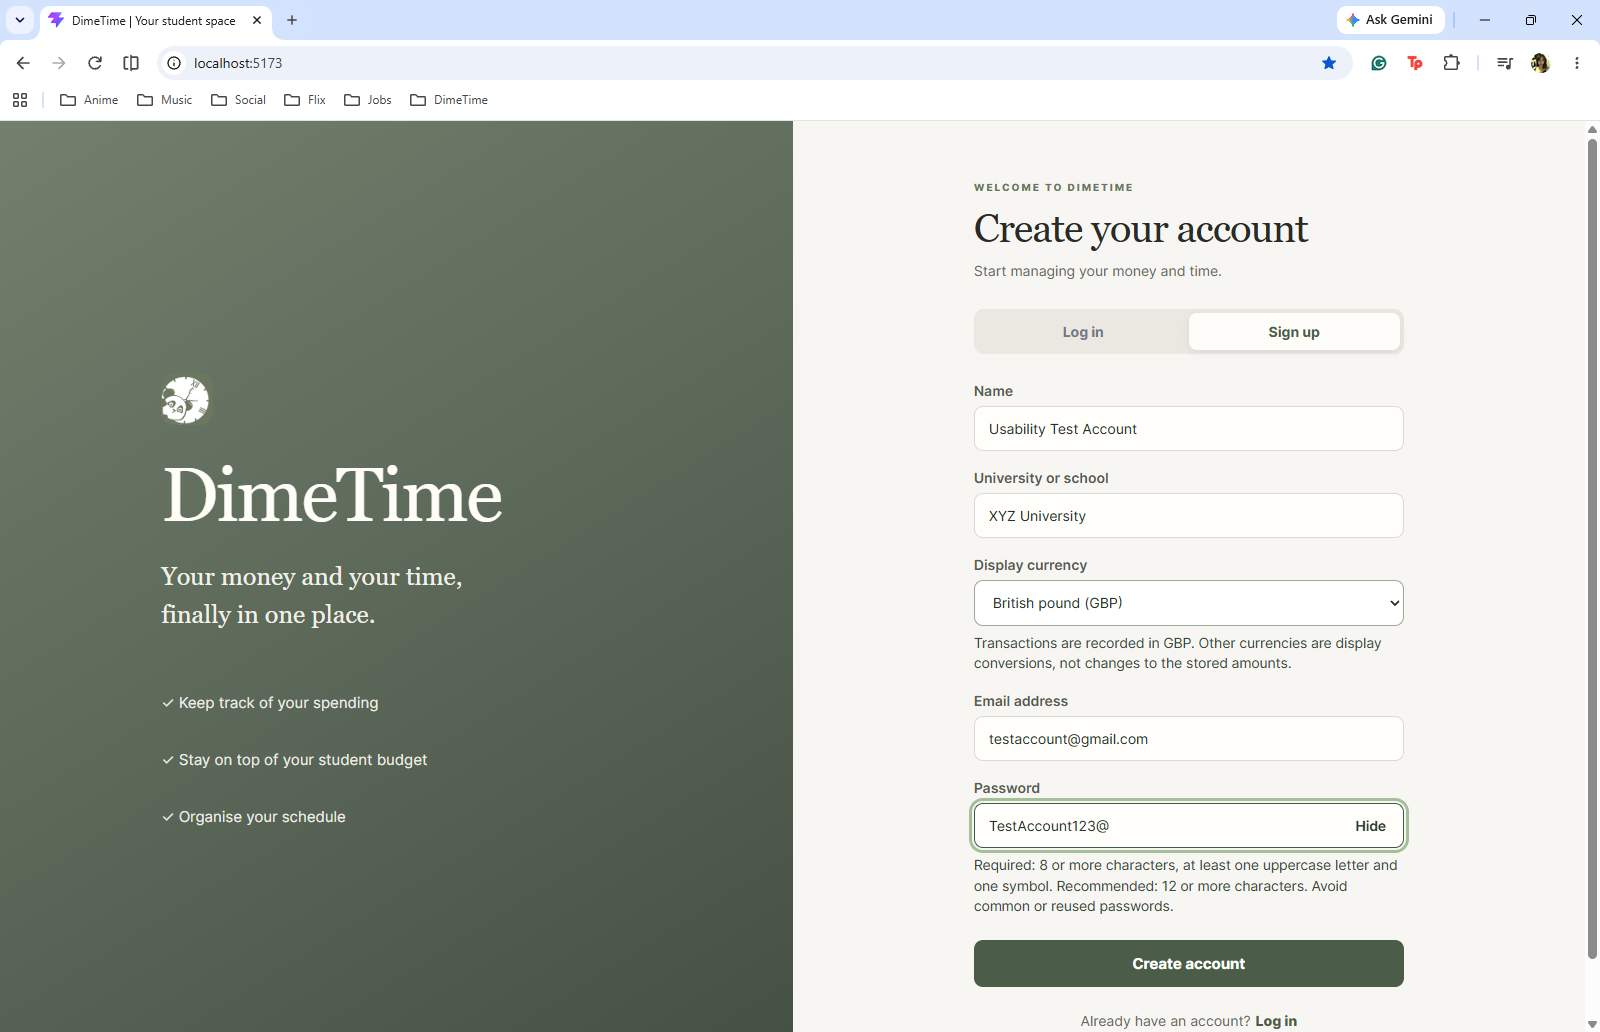 DimeTime | Your student space
Ask Gemini
localhost:5173
Anime
Music
Social
Flix
Jobs
DimeTime
DimeTime
Your money and your time,
finally in one place.
✓ Keep track of your spending
✓ Stay on top of your student budget
✓ Organise your schedule
WELCOME TO DIMETIME
Create your account
Start managing your money and time.
Log in
Sign up
Name
Usability Test Account
University or school
XYZ University
Display currency
British pound (GBP)
Transactions are recorded in GBP. Other currencies are display
conversions, not changes to the stored amounts.
Email address
testaccount@gmail.com
Password
TestAccount123@
Hide
Required: 8 or more characters, at least one uppercase letter and
one symbol. Recommended: 12 or more characters. Avoid
common or reused passwords.
Create account
Already have an account? Log in